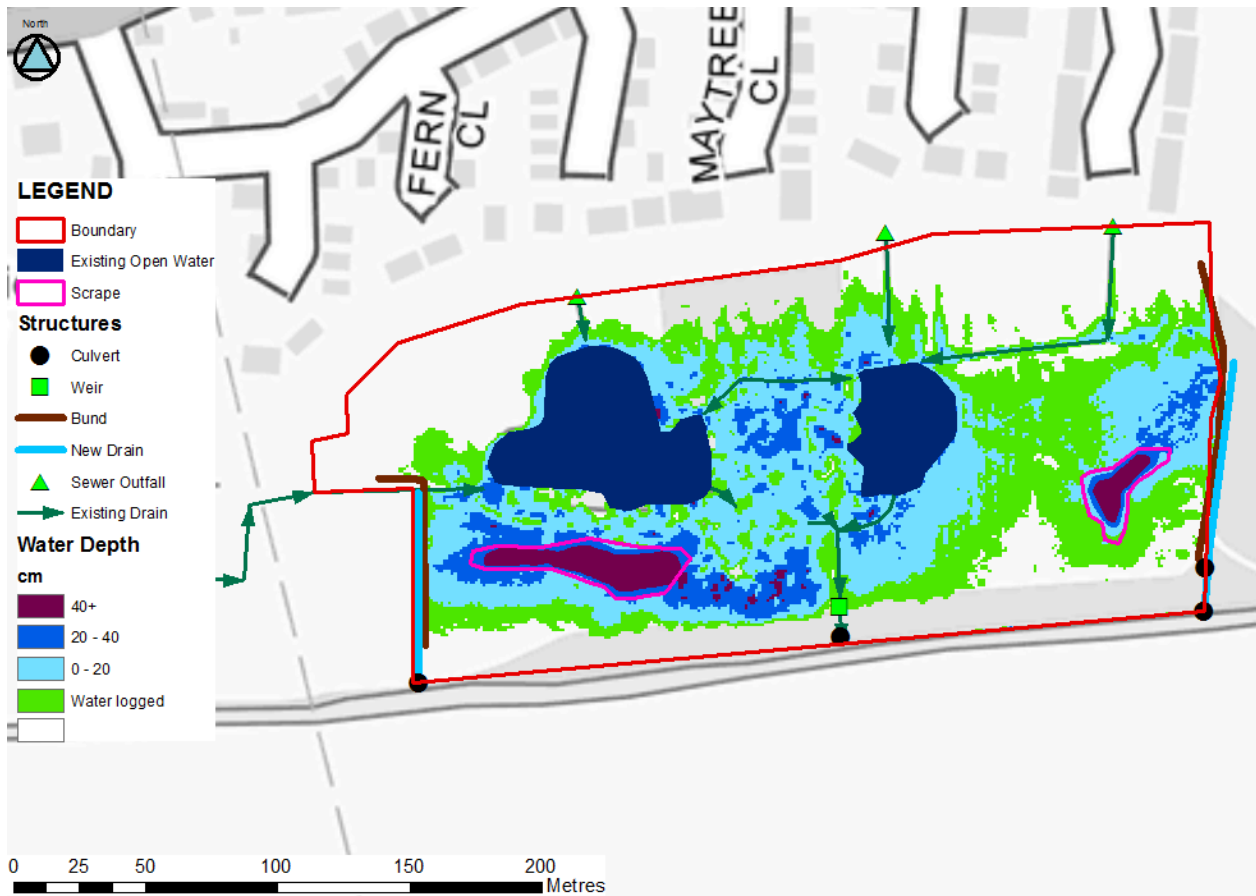 North
FERN
CL
MAYTREE
CL
LEGEND
Boundary
Existing Open Water
Scrape
Structures
Culvert
Weir
Bund
New Drain
Sewer Outfall
Existing Drain
Water Depth
cm
40+
20 - 40
0 - 20
Water logged
0 25 50 100 150 200
Metres